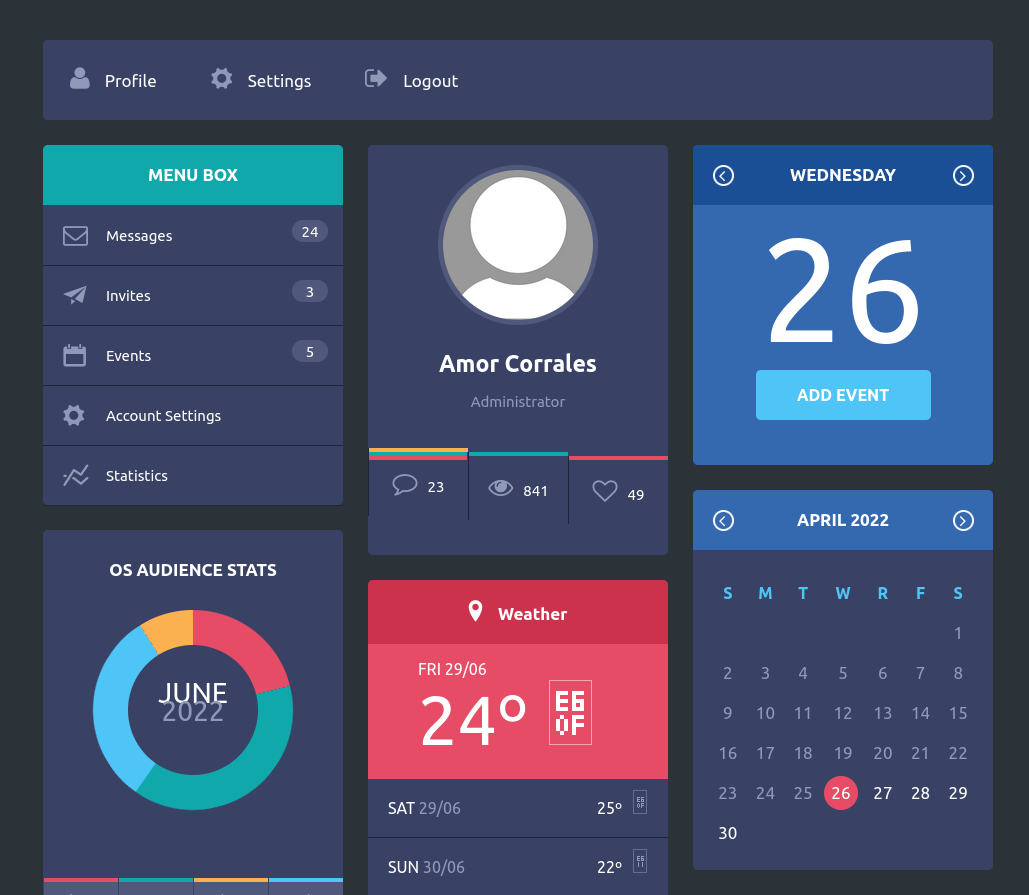 Profile Settings Logout
MENU BOX
Messages 24
Invites 3
Events 5
Account Settings
Statistics
OS AUDIENCE STATS
JUNE
2022
Amor Corrales
Administrator
23 841 49
Weather
FRI 29/06
24º
SAT 29/06 25º
SUN 30/06 22º
WEDNESDAY
26
ADD EVENT
APRIL 2022
S M T W R F S
1
2 3 4 5 6 7 8
9 10 11 12 13 14 15
16 17 18 19 20 21 22
23 24 25 26 27 28 29
30